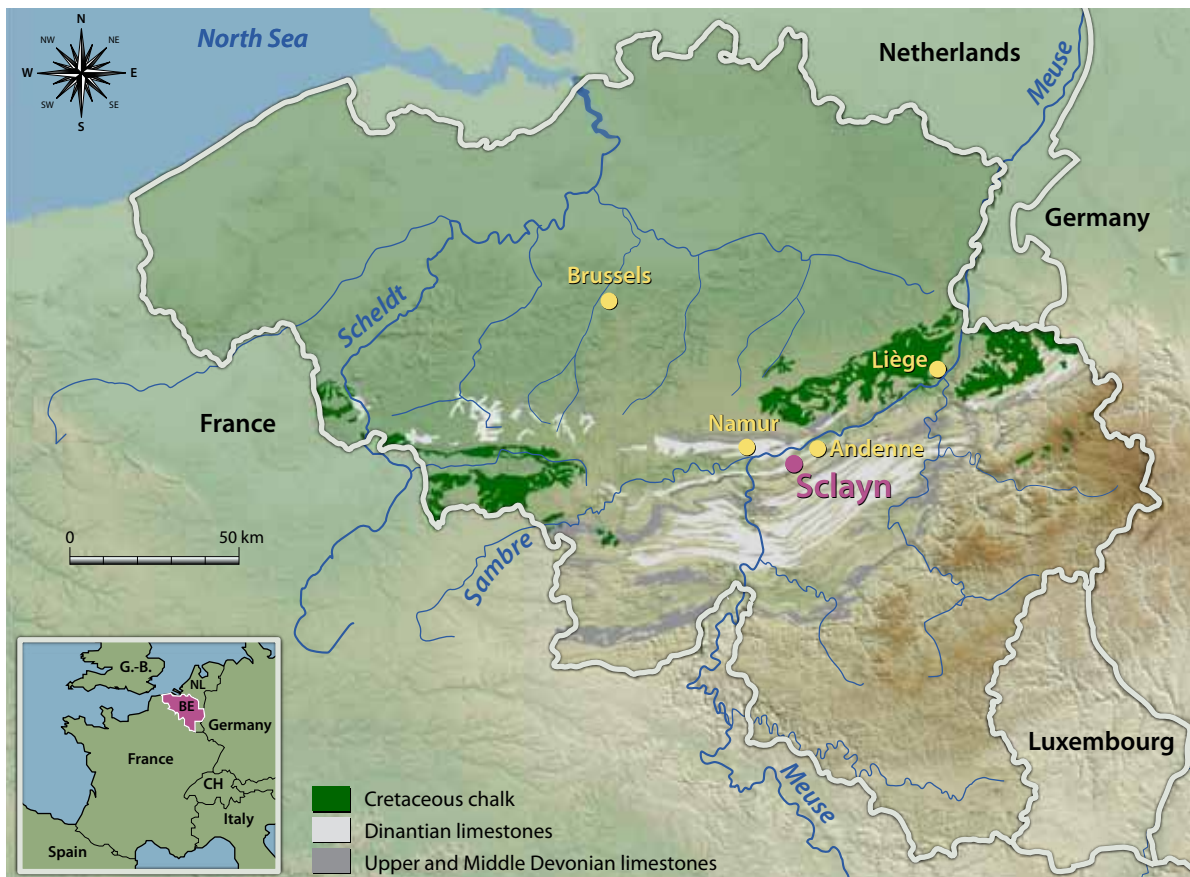 N
NW
NE
W
E
SW
SE
S
North Sea
Netherlands
Meuse
Germany
Brussels
Scheldt
Liège
France
Namur
Andenne
Sclayn
0
50 km
Sambre
G.-B.
NL
BE
Germany
France
CH
Italy
Spain
Luxembourg
Meuse
Cretaceous chalk
Dinantian limestones
Upper and Middle Devonian limestones